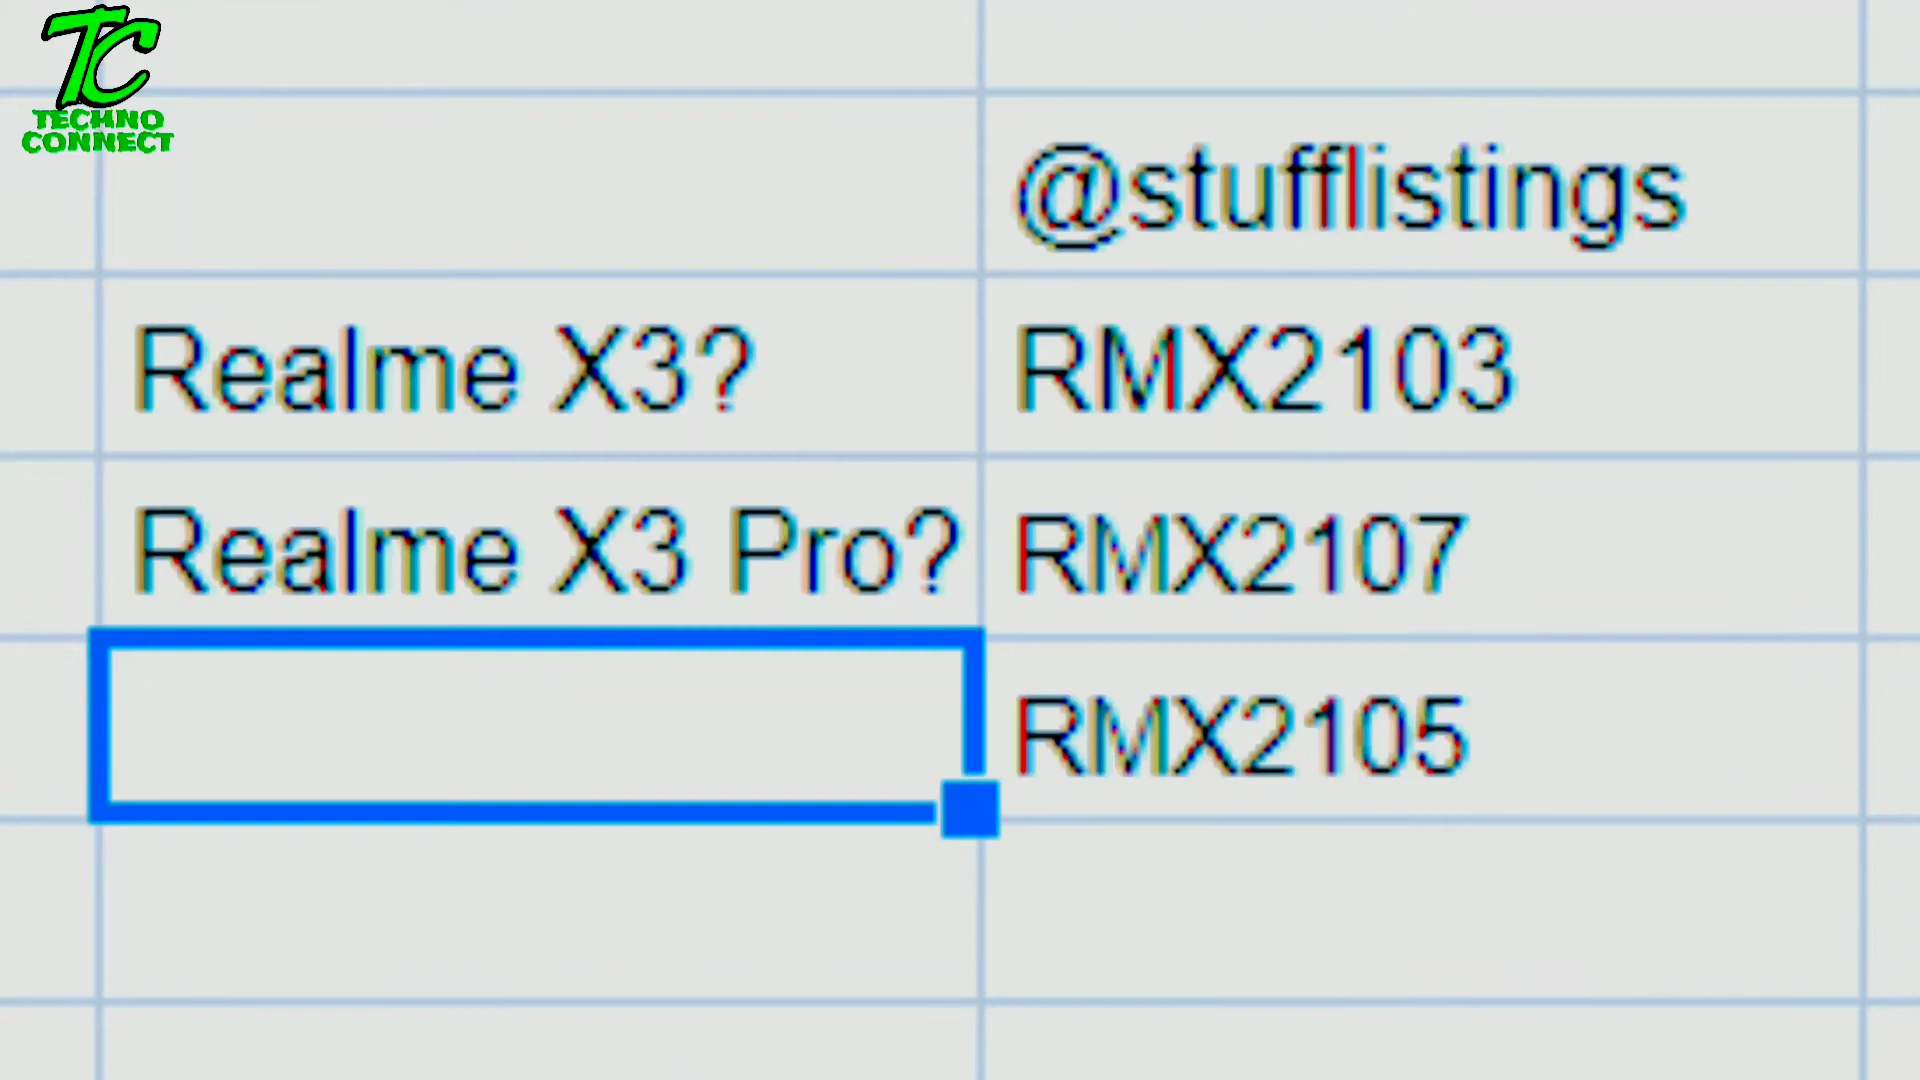 TC
TECHNO
CONNECT
@stufflistings
Realme X3? RMX2103
Realme X3 Pro? RMX2107
RMX2105